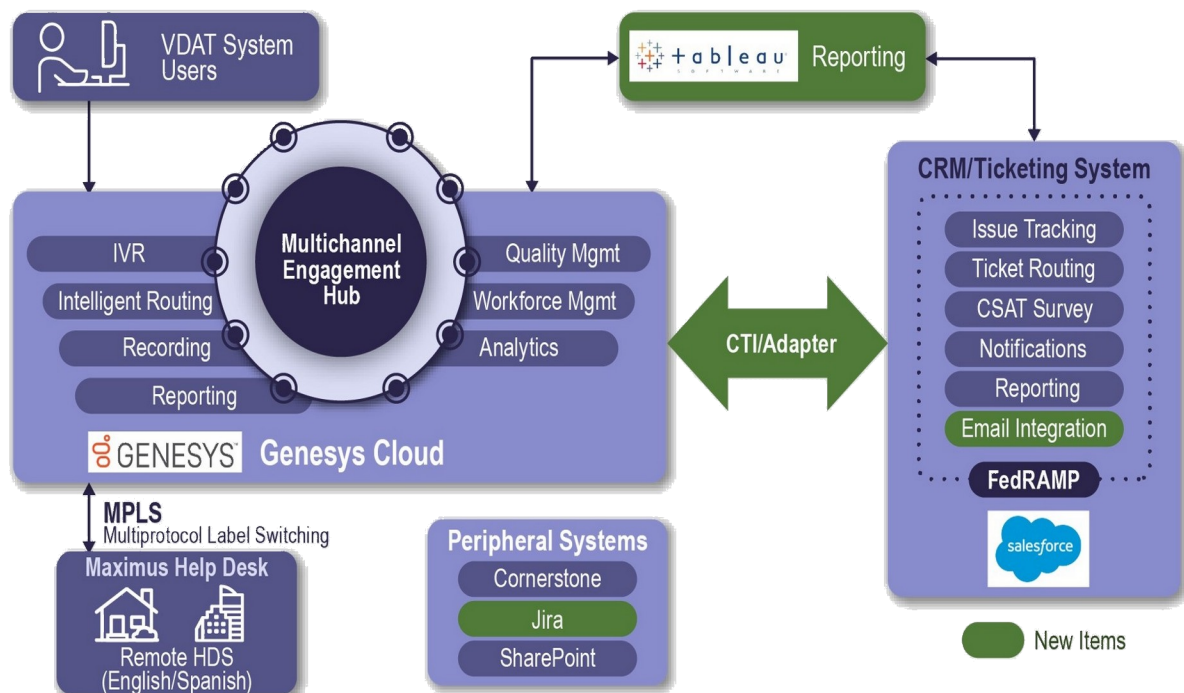 VDAT System
Users
tableau
SOFTWARE
Reporting
Multichannel
Engagement
Hub
IVR
Intelligent Routing
Recording
Reporting
Quality Mgmt
Workforce Mgmt
Analytics
GENESYS™
Genesys Cloud
CTI/Adapter
CRM/Ticketing System
Issue Tracking
Ticket Routing
CSAT Survey
Notifications
Reporting
Email Integration
FedRAMP
salesforce
MPLS
Multiprotocol Label Switching
Maximus Help Desk
Remote HDS
(English/Spanish)
Peripheral Systems
Cornerstone
Jira
SharePoint
New Items